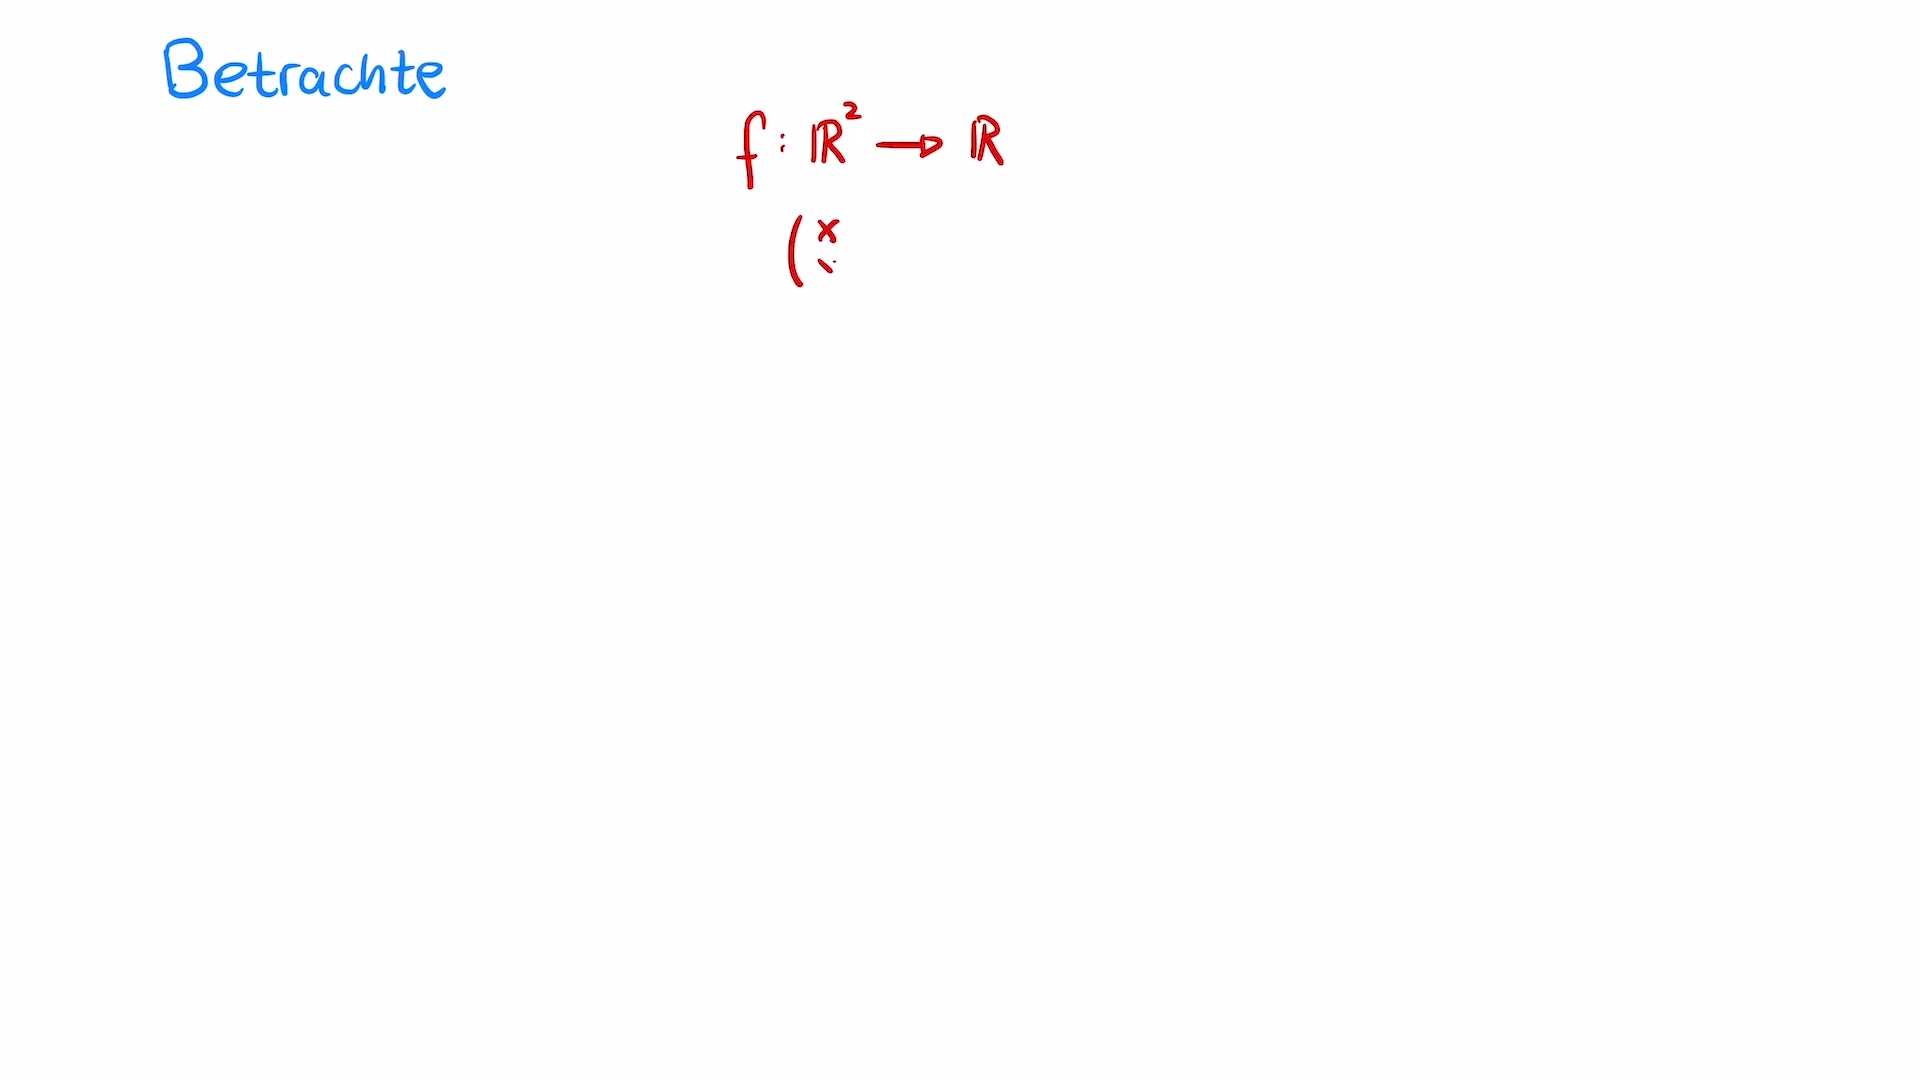 Betrachte
f : ℝ² → ℝ
(x